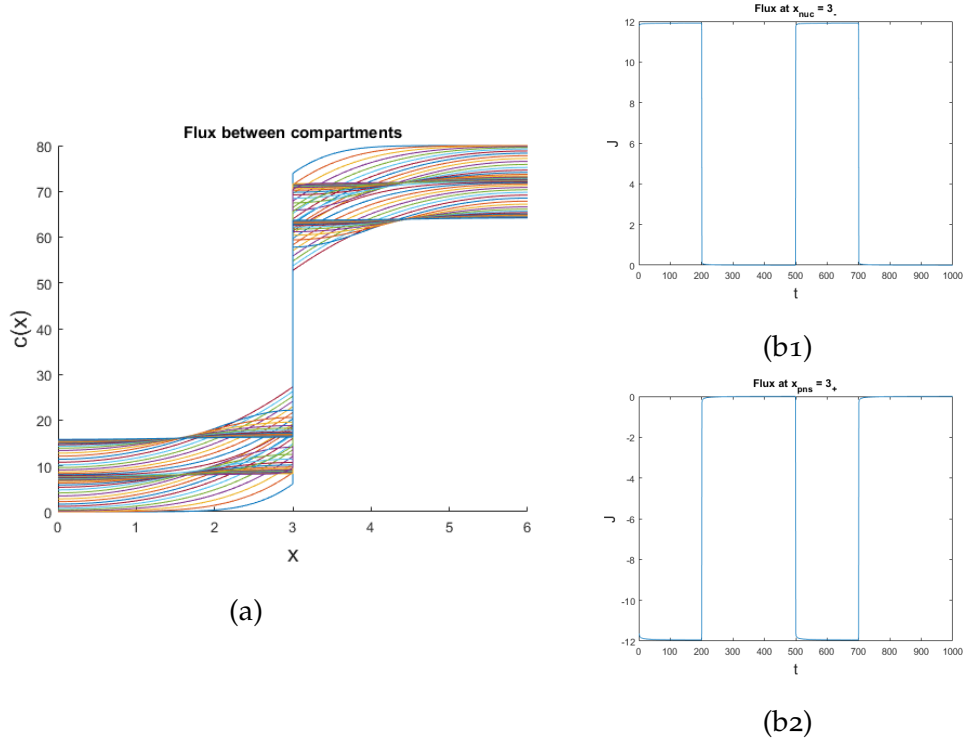 Flux between compartments
80
70
60
50
40
30
20
10
0
c(x)
0 1 2 3 4 5 6
x
(a)
Flux at x_nuc = 3_-
12
10
8
6
4
2
0
J
0 100 200 300 400 500 600 700 800 900 1000
t
(b1)
Flux at x_pns = 3_+
0
-2
-4
-6
-8
-10
-12
J
0 100 200 300 400 500 600 700 800 900 1000
t
(b2)